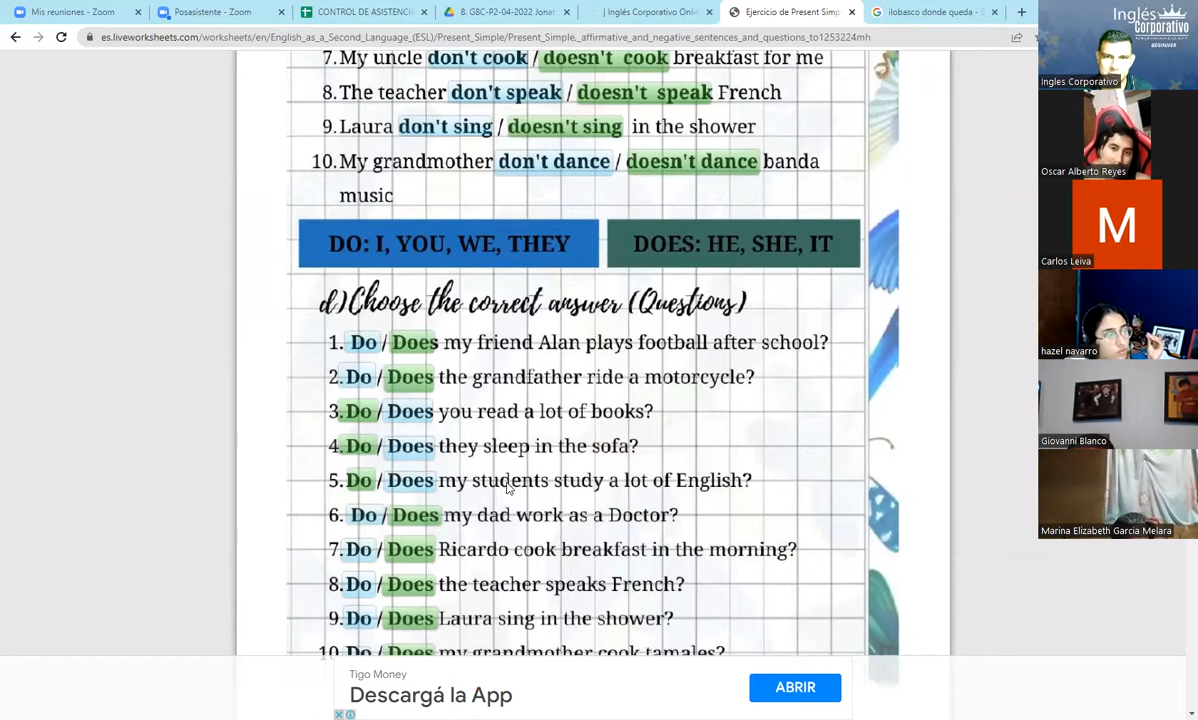 Mis reuniones - Zoom
Posasistente - Zoom
CONTROL DE ASISTENCI
8. G8C-P2-04-2022 Jonat
Inglés Corporativo Onli
Ejercicio de Present Simp
ilobasco donde queda - B
es.liveworksheets.com/worksheets/en/English_as_a_Second_Language_(ESL)/Present_Simple/Present_Simple,_affirmative_and_negative_sentences_and_questions_to1253224mh
7. My uncle don't cook / doesn't cook breakfast for me
8. The teacher don't speak / doesn't speak French
9. Laura don't sing / doesn't sing in the shower
10. My grandmother don't dance / doesn't dance banda
music
DO: I, YOU, WE, THEY
DOES: HE, SHE, IT
d) Choose the correct answer (Questions)
1. Do / Does my friend Alan plays football after school?
2. Do / Does the grandfather ride a motorcycle?
3. Do / Does you read a lot of books?
4. Do / Does they sleep in the sofa?
5. Do / Does my students study a lot of English?
6. Do / Does my dad work as a Doctor?
7. Do / Does Ricardo cook breakfast in the morning?
8. Do / Does the teacher speaks French?
9. Do / Does Laura sing in the shower?
10. Do / Does my grandmother cook tamales?
Tigo Money
Descargá la App
ABRIR
Inglés
Corporativo
BEGINNER
Ingles Corporativo
Oscar Alberto Reyes
M
Carlos Leiva
hazel navarro
Giovanni Blanco
Marina Elizabeth Garcia Melara